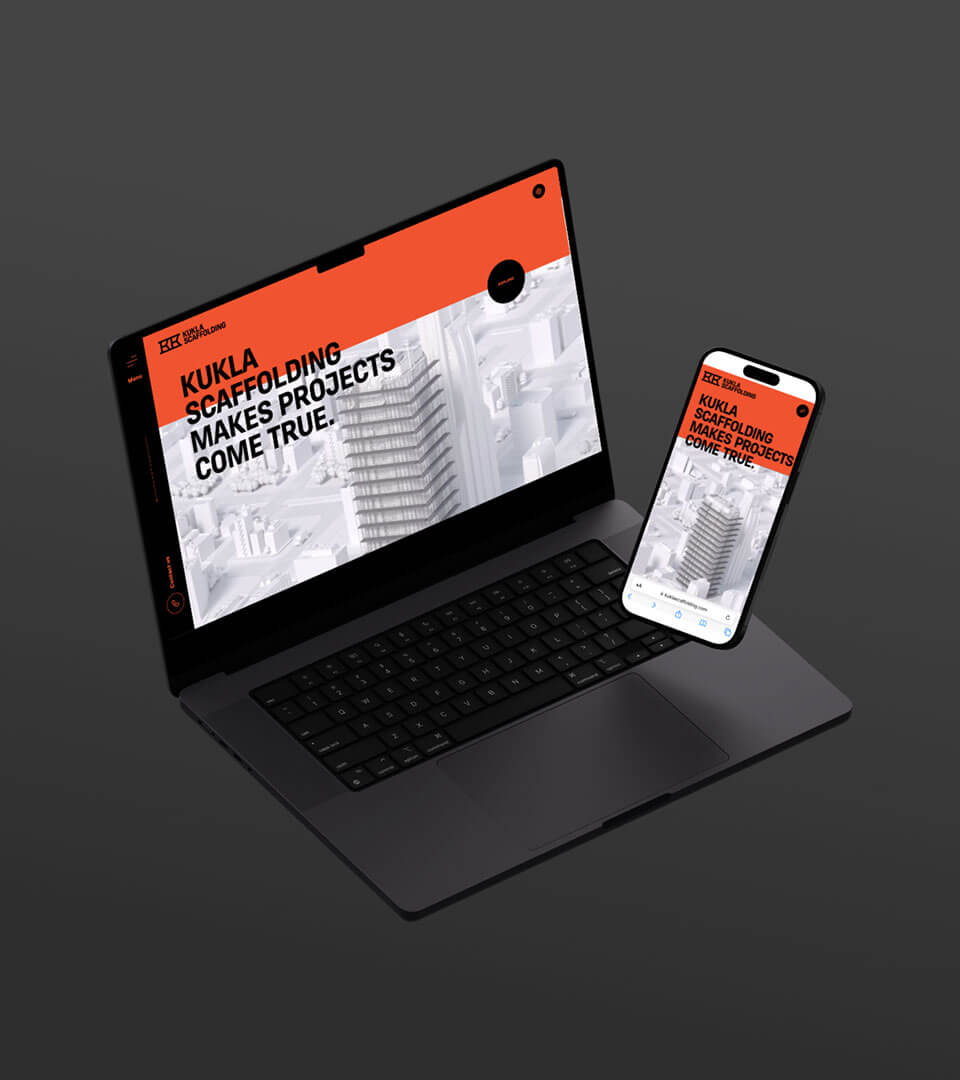 KUKLA
SCAFFOLDING
KUKLA
SCAFFOLDING
MAKES PROJECTS
COME TRUE.
Menu
Contact us
KUKLA
SCAFFOLDING
KUKLA
SCAFFOLDING
MAKES PROJECTS
COME TRUE.
AA
kuklascaffolding.com
Q W E R T Y U I O P
A S D F G H J K L
Z X C V B N M